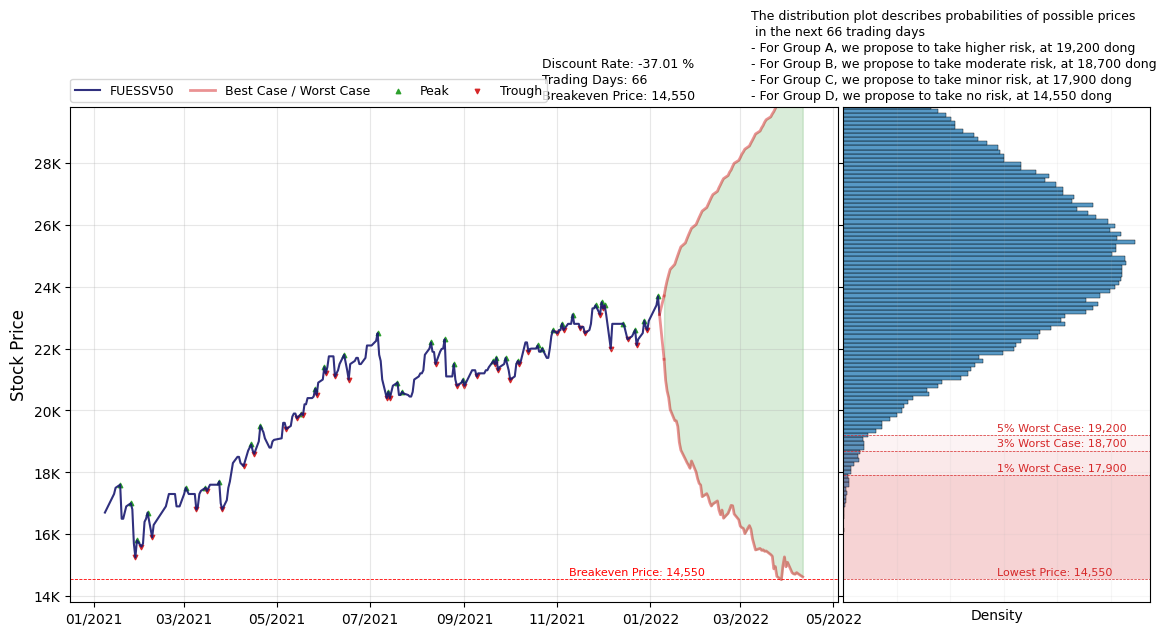 The distribution plot describes probabilities of possible prices
in the next 66 trading days
- For Group A, we propose to take higher risk, at 19,200 dong
- For Group B, we propose to take moderate risk, at 18,700 dong
- For Group C, we propose to take minor risk, at 17,900 dong
- For Group D, we propose to take no risk, at 14,550 dong
Discount Rate: -37.01 %
Trading Days: 66
Breakeven Price: 14,550
FUESSV50 Best Case / Worst Case Peak Trough
Stock Price
28K
26K
24K
22K
20K
18K
16K
14K
Breakeven Price: 14,550
01/2021 03/2021 05/2021 07/2021 09/2021 11/2021 01/2022 03/2022 05/2022
5% Worst Case: 19,200
3% Worst Case: 18,700
1% Worst Case: 17,900
Lowest Price: 14,550
Density